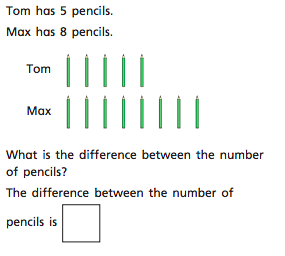 Tom has 5 pencils.
Max has 8 pencils.
Tom
Max
What is the difference between the number
of pencils?
The difference between the number of
pencils is